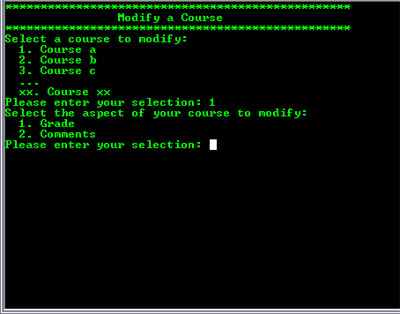 **************************************************
Modify a Course
**************************************************
Select a course to modify:
1. Course a
2. Course b
3. Course c
...
xx. Course xx
Please enter your selection: 1
Select the aspect of your course to modify:
1. Grade
2. Comments
Please enter your selection: